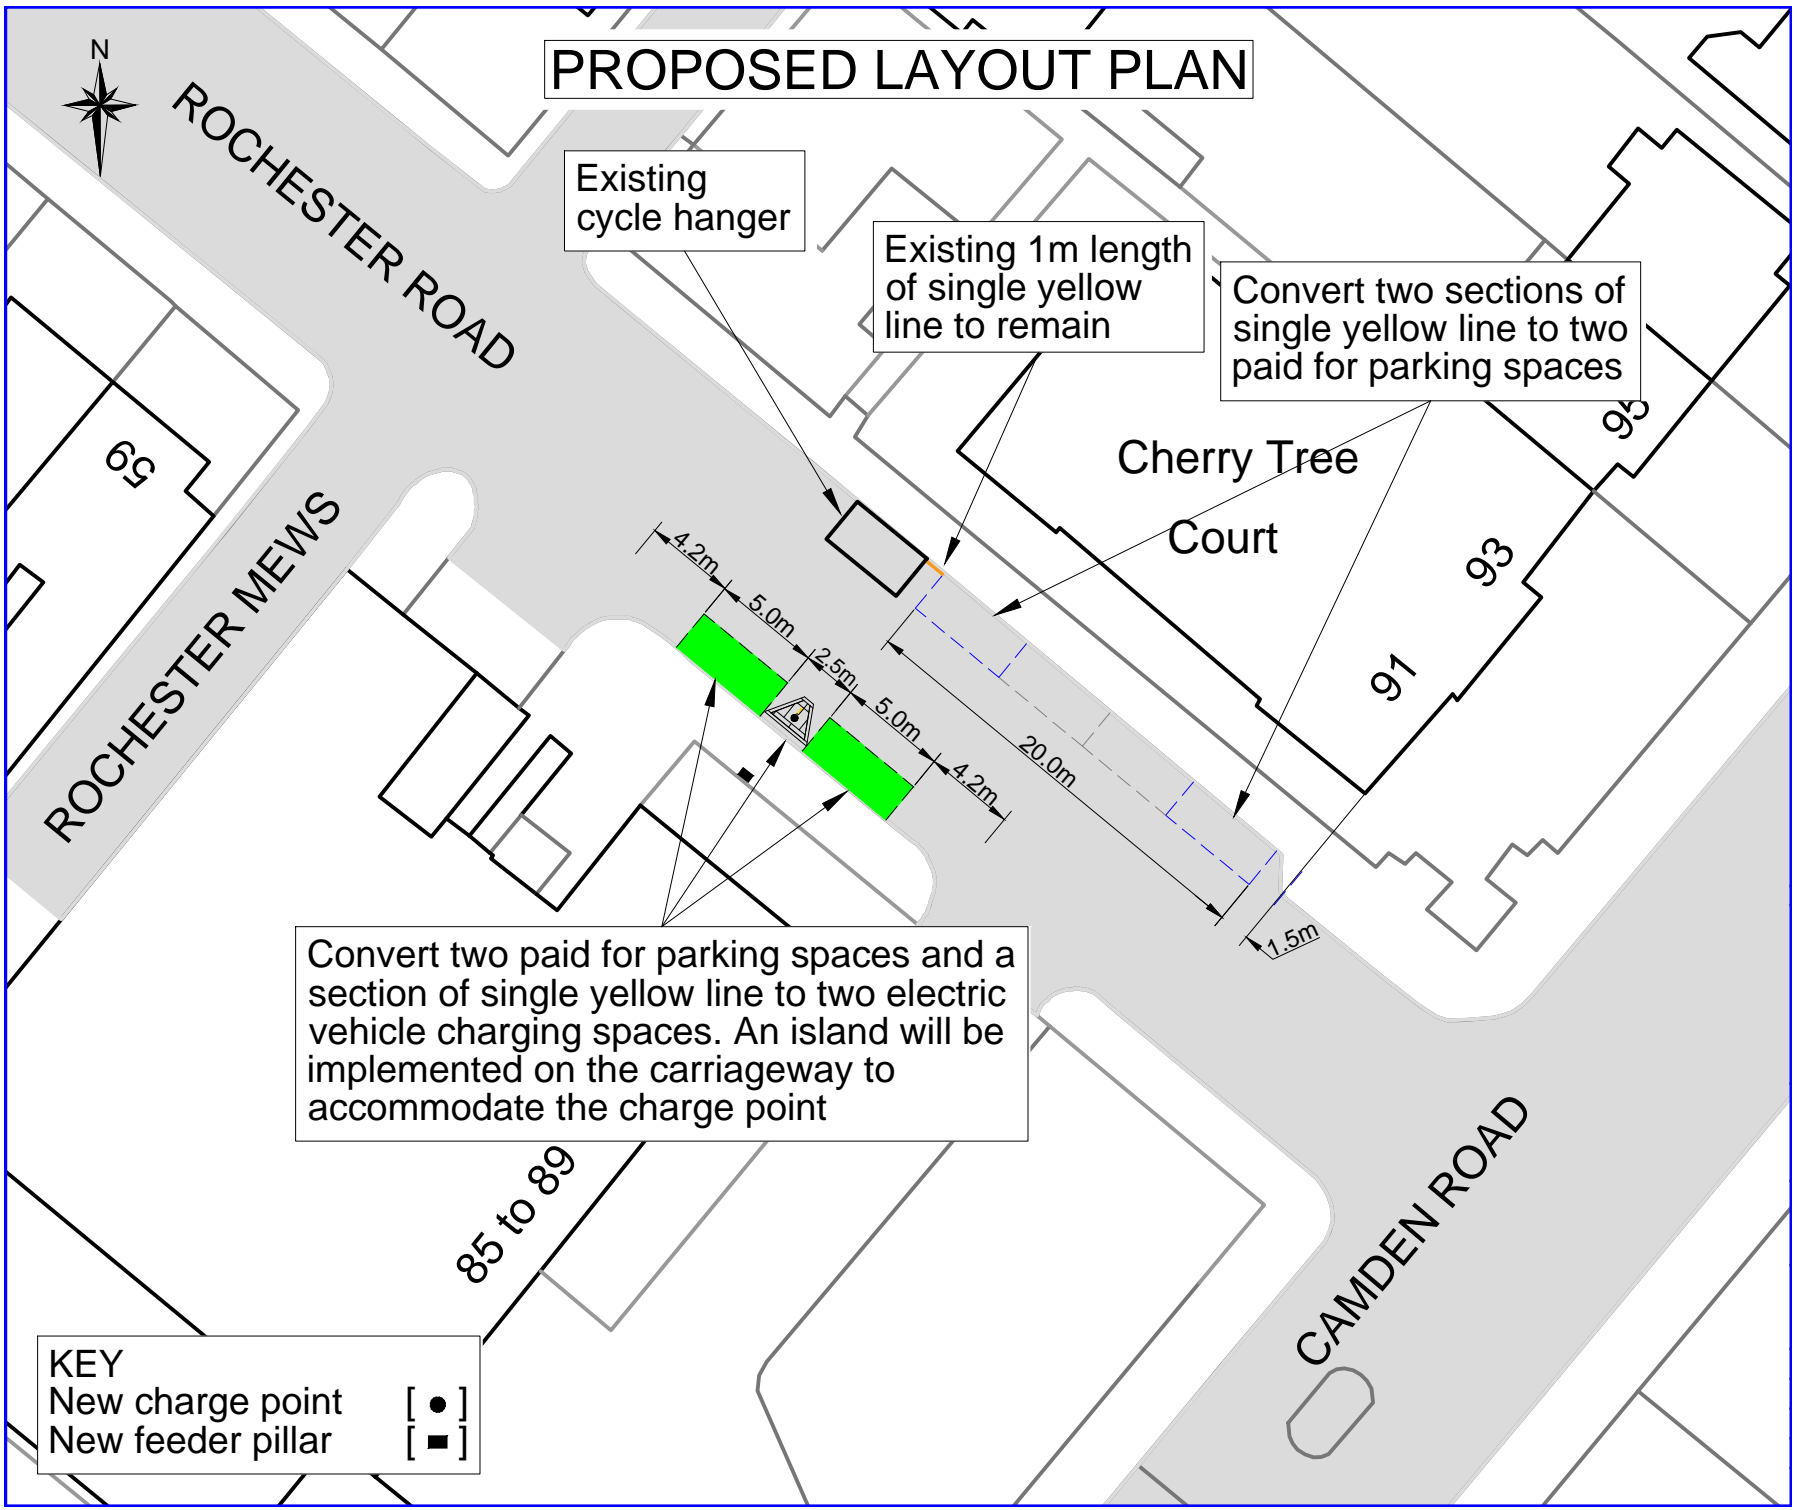 PROPOSED LAYOUT PLAN
N
ROCHESTER ROAD
Existing
cycle hanger
Existing 1m length
of single yellow
line to remain
Convert two sections of
single yellow line to two
paid for parking spaces
95
Cherry Tree
Court
93
91
59
ROCHESTER MEWS
4.2m
5.0m
2.5m
5.0m
4.2m
20.0m
1.5m
Convert two paid for parking spaces and a
section of single yellow line to two electric
vehicle charging spaces. An island will be
implemented on the carriageway to
accommodate the charge point
85 to 89
CAMDEN ROAD
KEY
New charge point [ ● ]
New feeder pillar [ ■ ]